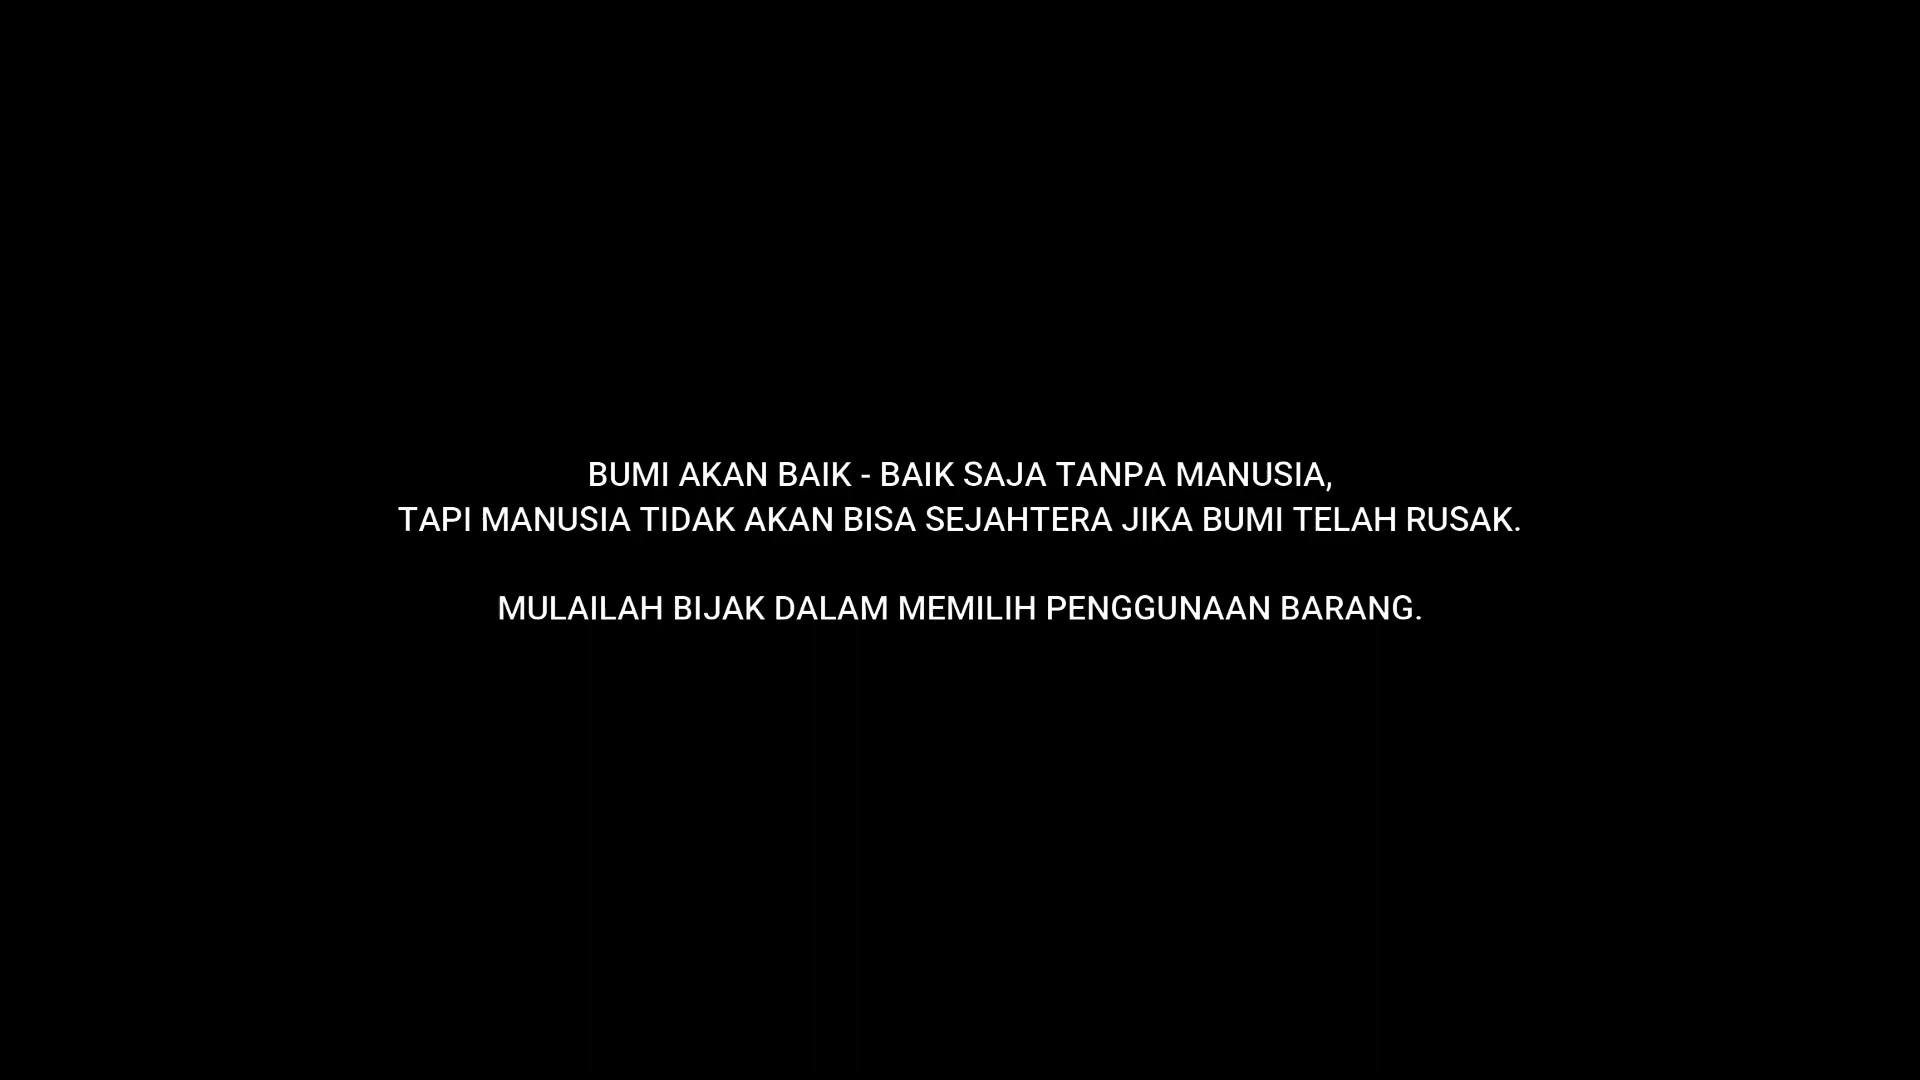 BUMI AKAN BAIK - BAIK SAJA TANPA MANUSIA,
TAPI MANUSIA TIDAK AKAN BISA SEJAHTERA JIKA BUMI TELAH RUSAK.
MULAILAH BIJAK DALAM MEMILIH PENGGUNAAN BARANG.